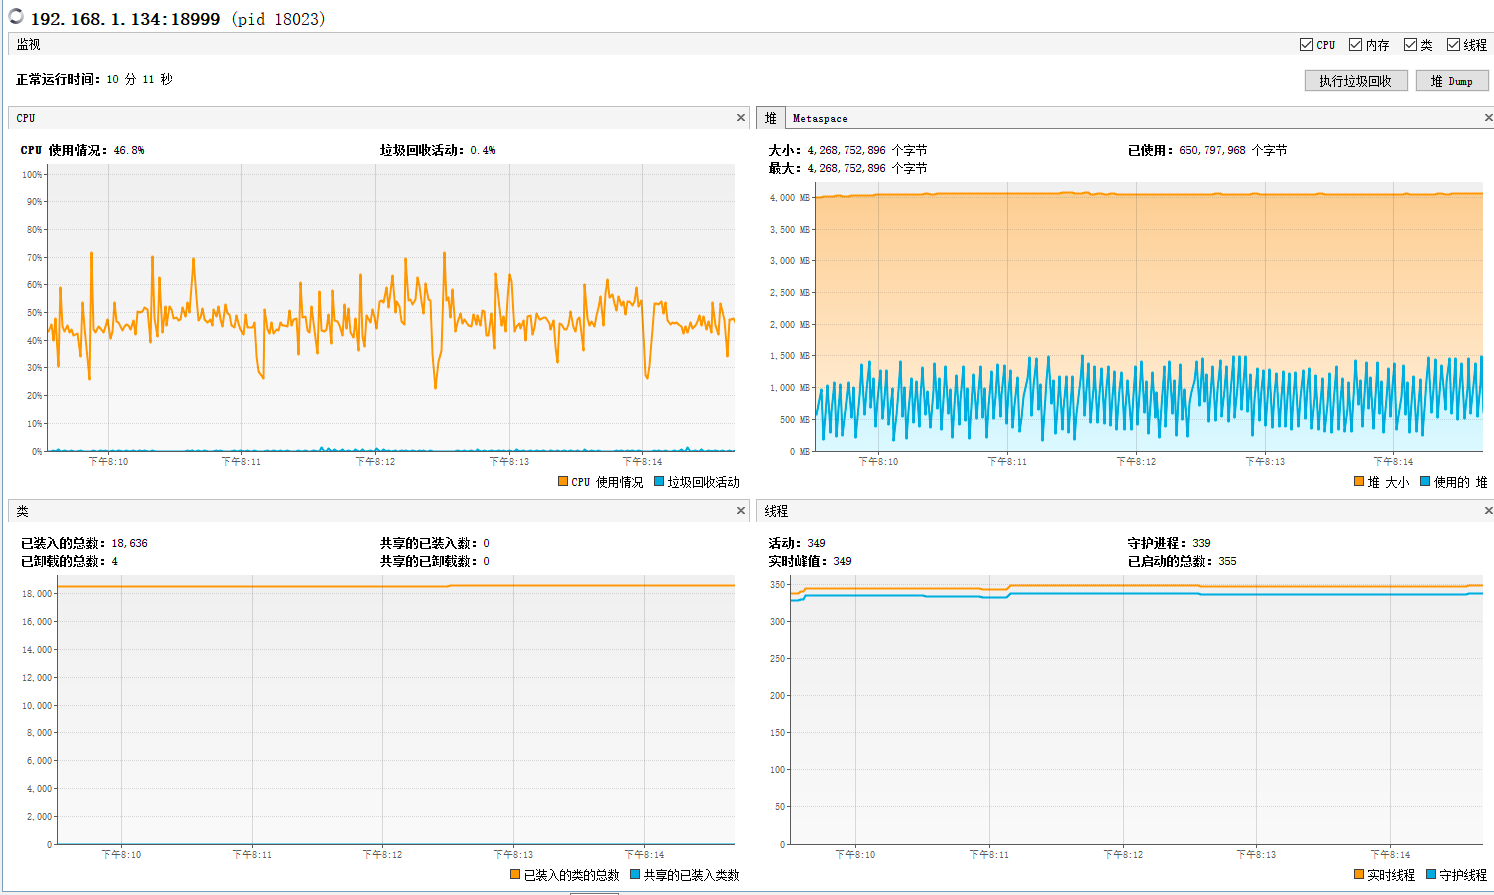 192.168.1.134:18999 (pid 18023)
监视
CPU 内存 类 线程
正常运行时间: 10 分 11 秒
执行垃圾回收 堆 Dump
CPU
CPU 使用情况: 46.8% 垃圾回收活动: 0.4%
100%
90%
80%
70%
60%
50%
40%
30%
20%
10%
0%
下午8:10 下午8:11 下午8:12 下午8:13 下午8:14
CPU 使用情况 垃圾回收活动
堆 Metaspace
大小: 4,268,752,896 个字节 已使用: 650,797,968 个字节
最大: 4,268,752,896 个字节
4,000 MB
3,500 MB
3,000 MB
2,500 MB
2,000 MB
1,500 MB
1,000 MB
500 MB
0 MB
下午8:10 下午8:11 下午8:12 下午8:13 下午8:14
堆 大小 使用的 堆
类
已装入的总数: 18,636 共享的已装入数: 0
已卸载的总数: 4 共享的已卸载数: 0
18,000
16,000
14,000
12,000
10,000
8,000
6,000
4,000
2,000
0
下午8:10 下午8:11 下午8:12 下午8:13 下午8:14
已装入的类的总数 共享的已装入类数
线程
活动: 349 守护进程: 339
实时峰值: 349 已启动的总数: 355
350
300
250
200
150
100
50
0
下午8:10 下午8:11 下午8:12 下午8:13 下午8:14
实时线程 守护线程